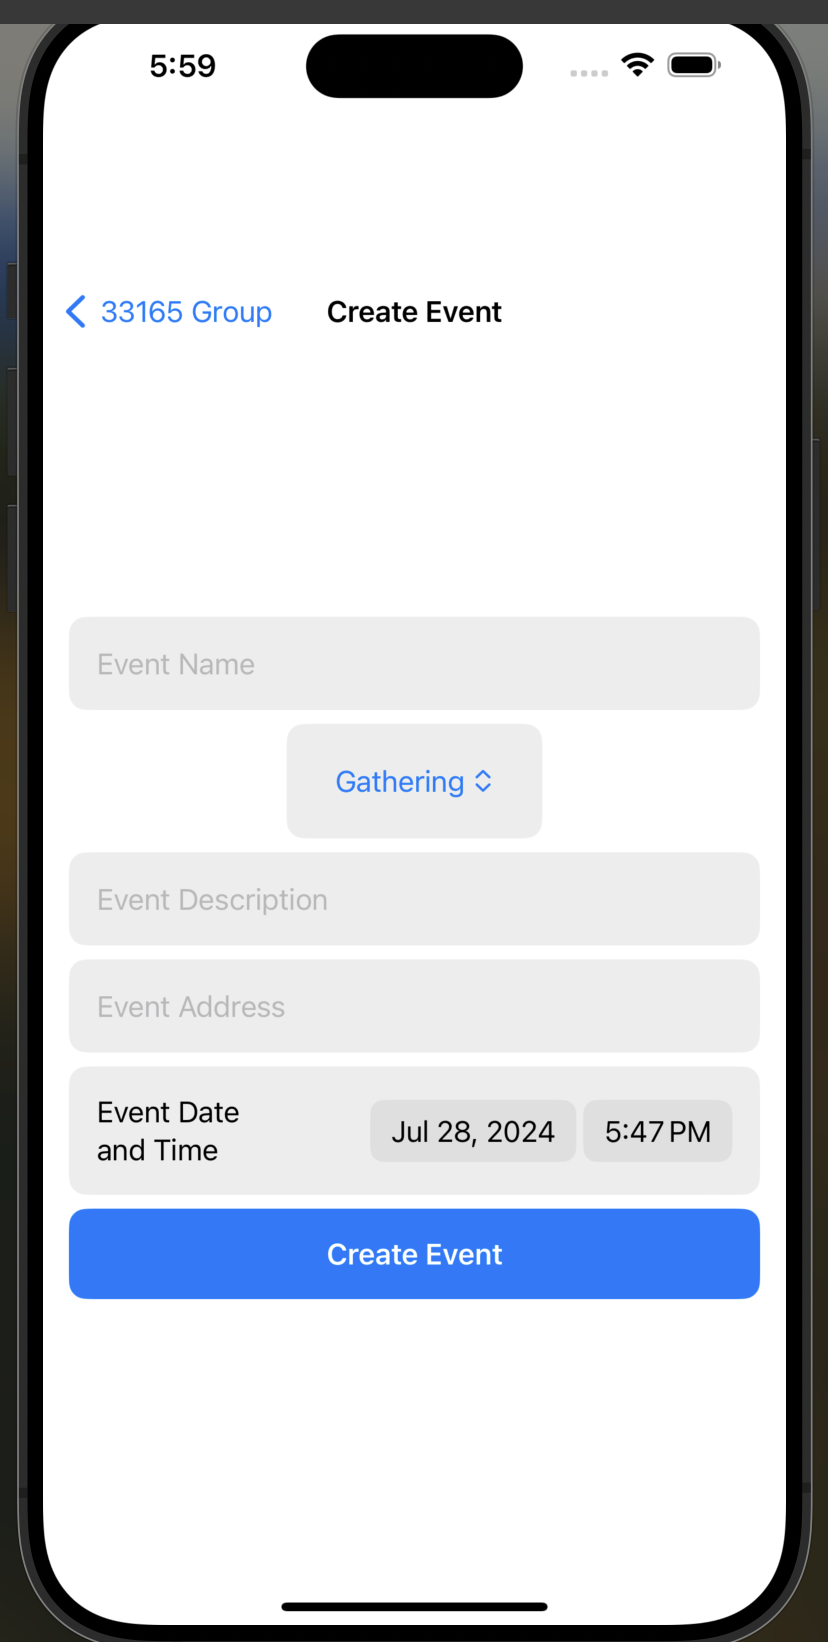 5:59
33165 Group
Create Event
Event Name
Gathering
Event Description
Event Address
Event Date
and Time
Jul 28, 2024
5:47 PM
Create Event